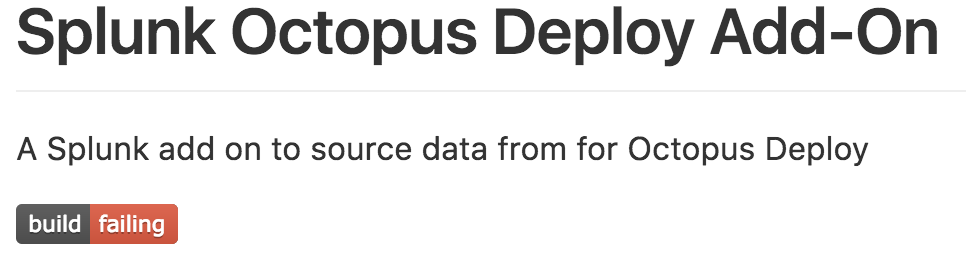 Splunk Octopus Deploy Add-On
A Splunk add on to source data from for Octopus Deploy
build failing